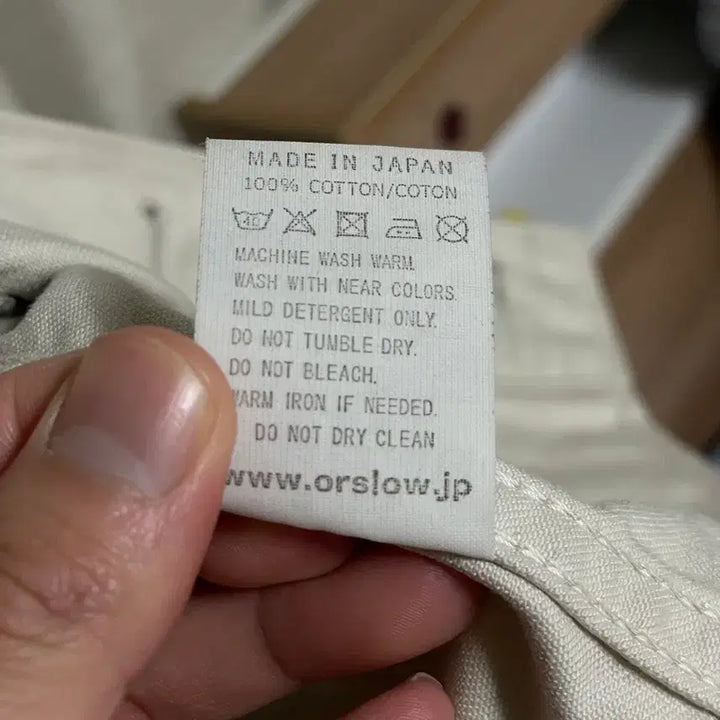 MADE IN JAPAN
100% COTTON/COTON
40
MACHINE WASH WARM.
WASH WITH NEAR COLORS.
MILD DETERGENT ONLY.
DO NOT TUMBLE DRY.
DO NOT BLEACH.
WARM IRON IF NEEDED.
DO NOT DRY CLEAN
www.orslow.jp